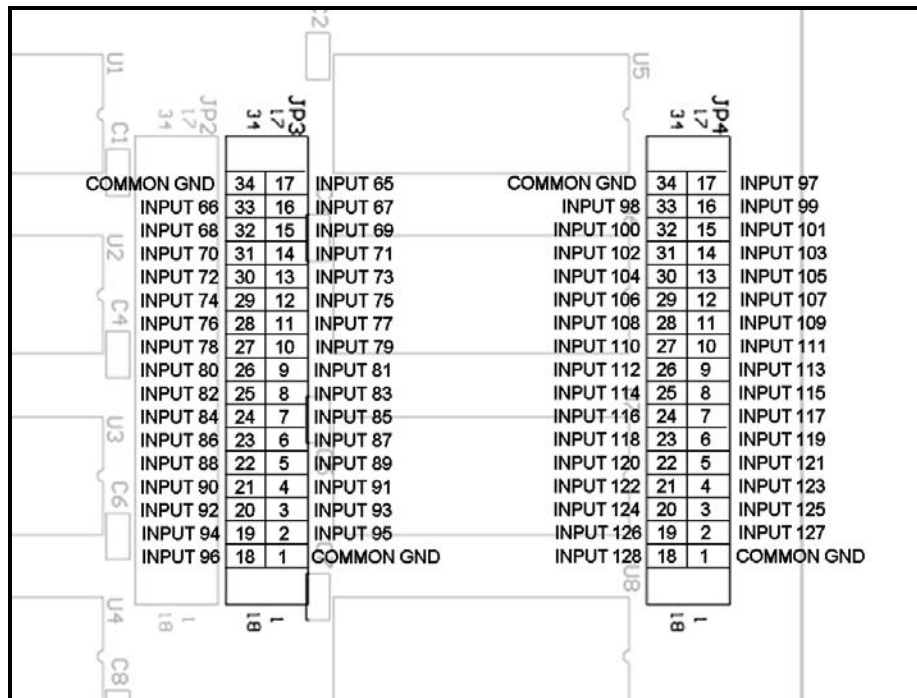 C2
U1
U5
JP2
17
34
JP3
17
34
JP4
17
34
C1
COMMON GND 34 17 INPUT 65
INPUT 66 33 16 INPUT 67
INPUT 68 32 15 INPUT 69
INPUT 70 31 14 INPUT 71
INPUT 72 30 13 INPUT 73
INPUT 74 29 12 INPUT 75
INPUT 76 28 11 INPUT 77
INPUT 78 27 10 INPUT 79
INPUT 80 26 9 INPUT 81
INPUT 82 25 8 INPUT 83
INPUT 84 24 7 INPUT 85
INPUT 86 23 6 INPUT 87
INPUT 88 22 5 INPUT 89
INPUT 90 21 4 INPUT 91
INPUT 92 20 3 INPUT 93
INPUT 94 19 2 INPUT 95
INPUT 96 18 1 COMMON GND
COMMON GND 34 17 INPUT 97
INPUT 98 33 16 INPUT 99
INPUT 100 32 15 INPUT 101
INPUT 102 31 14 INPUT 103
INPUT 104 30 13 INPUT 105
INPUT 106 29 12 INPUT 107
INPUT 108 28 11 INPUT 109
INPUT 110 27 10 INPUT 111
INPUT 112 26 9 INPUT 113
INPUT 114 25 8 INPUT 115
INPUT 116 24 7 INPUT 117
INPUT 118 23 6 INPUT 119
INPUT 120 22 5 INPUT 121
INPUT 122 21 4 INPUT 123
INPUT 124 20 3 INPUT 125
INPUT 126 19 2 INPUT 127
INPUT 128 18 1 COMMON GND
U2
C4
U3
C6
U4
C8
U8
18
1
18
1
18
1